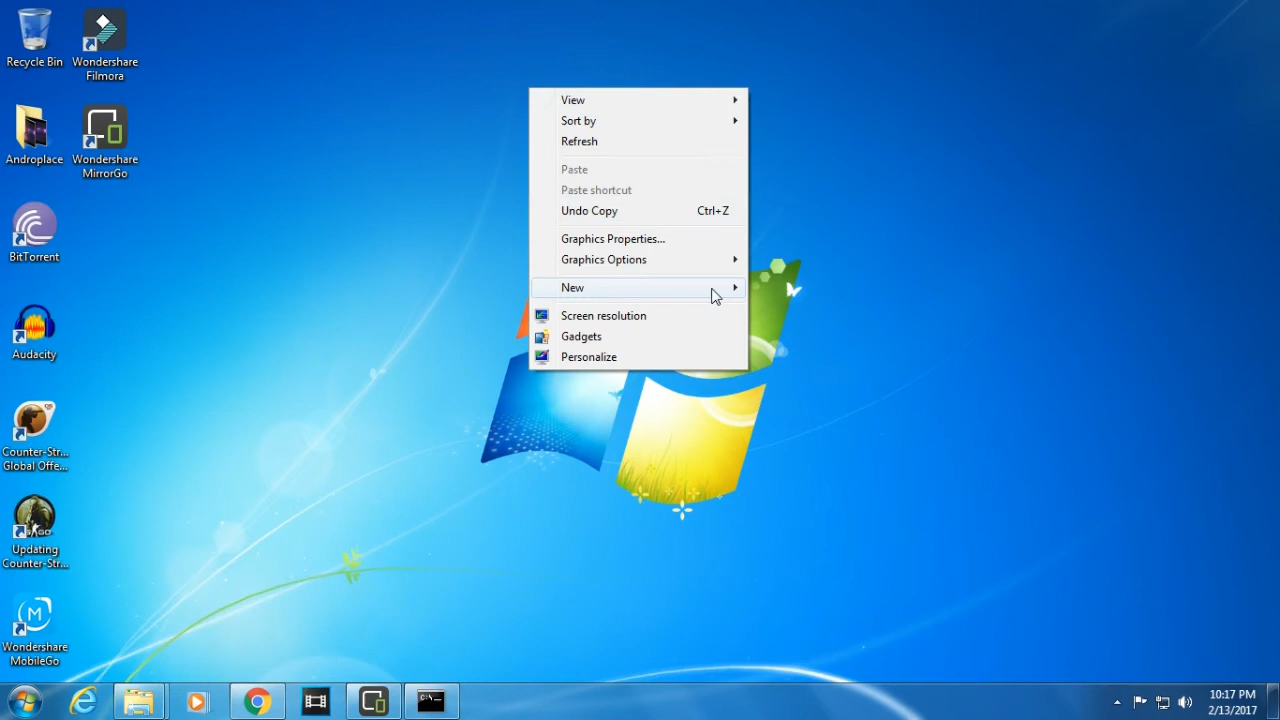 Recycle Bin
Wondershare
Filmora
Androplace
Wondershare
MirrorGo
BitTorrent
Audacity
Counter-Str...
Global Offe...
Updating
Counter-Str...
Wondershare
MobileGo
View
Sort by
Refresh
Paste
Paste shortcut
Undo Copy Ctrl+Z
Graphics Properties...
Graphics Options
New
Screen resolution
Gadgets
Personalize
C:\
10:17 PM
2/13/2017